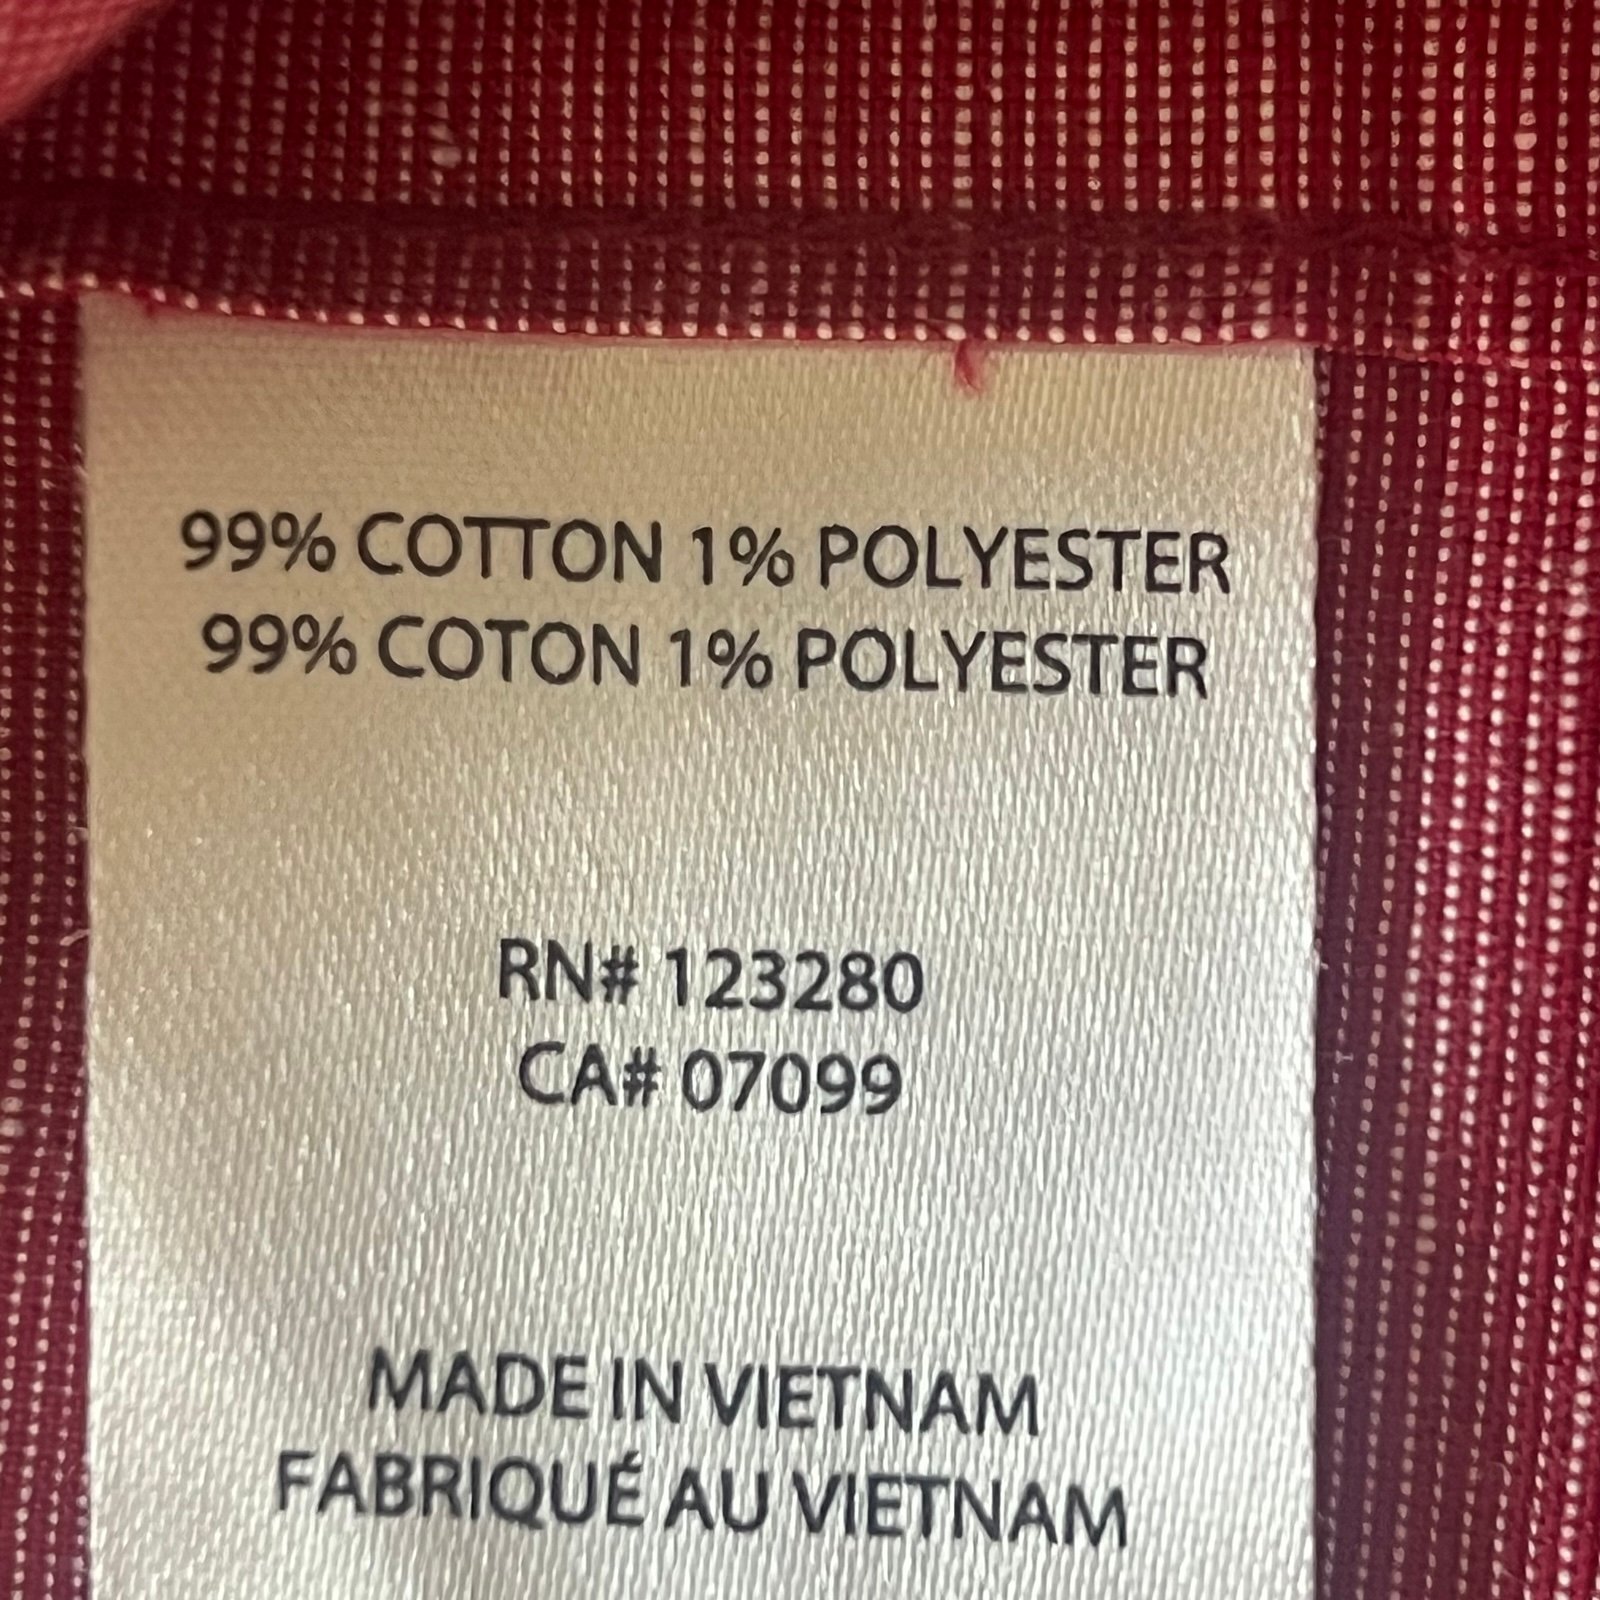 99% COTTON 1% POLYESTER
99% COTON 1% POLYESTER
RN# 123280
CA# 07099
MADE IN VIETNAM
FABRIQUÉ AU VIETNAM